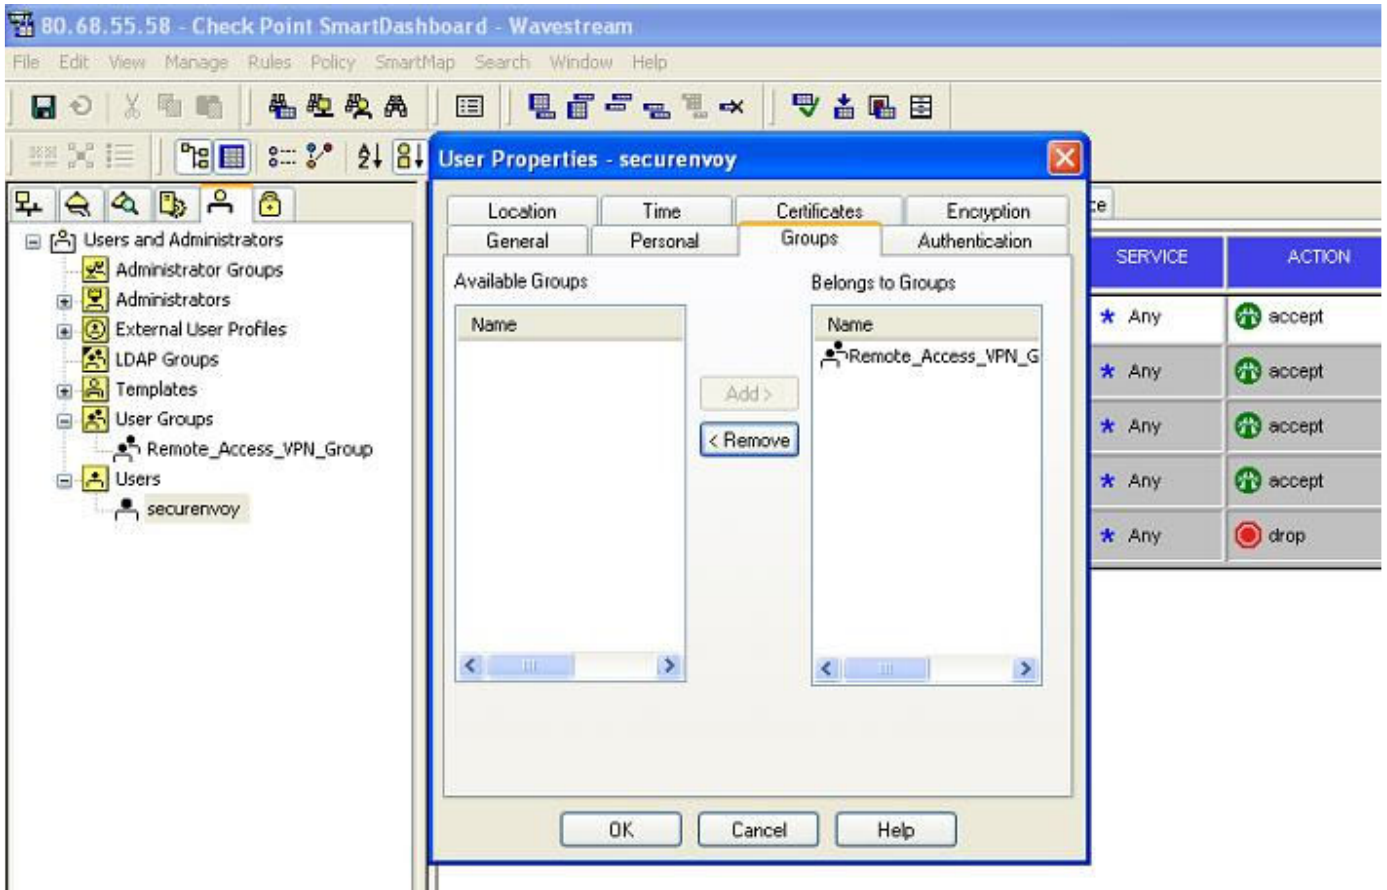 80.68.55.58 - Check Point SmartDashboard - Wavestream
File Edit View Manage Rules Policy SmartMap Search Window Help
User Properties - securenvoy
Location Time Certificates Encryption
General Personal Groups Authentication
Available Groups Belongs to Groups
Name Name
Remote_Access_VPN_G
Add >
< Remove
OK Cancel Help
Users and Administrators
Administrator Groups
Administrators
External User Profiles
LDAP Groups
Templates
User Groups
Remote_Access_VPN_Group
Users
securenvoy
ce
SERVICE ACTION
* Any accept
* Any accept
* Any accept
* Any accept
* Any drop